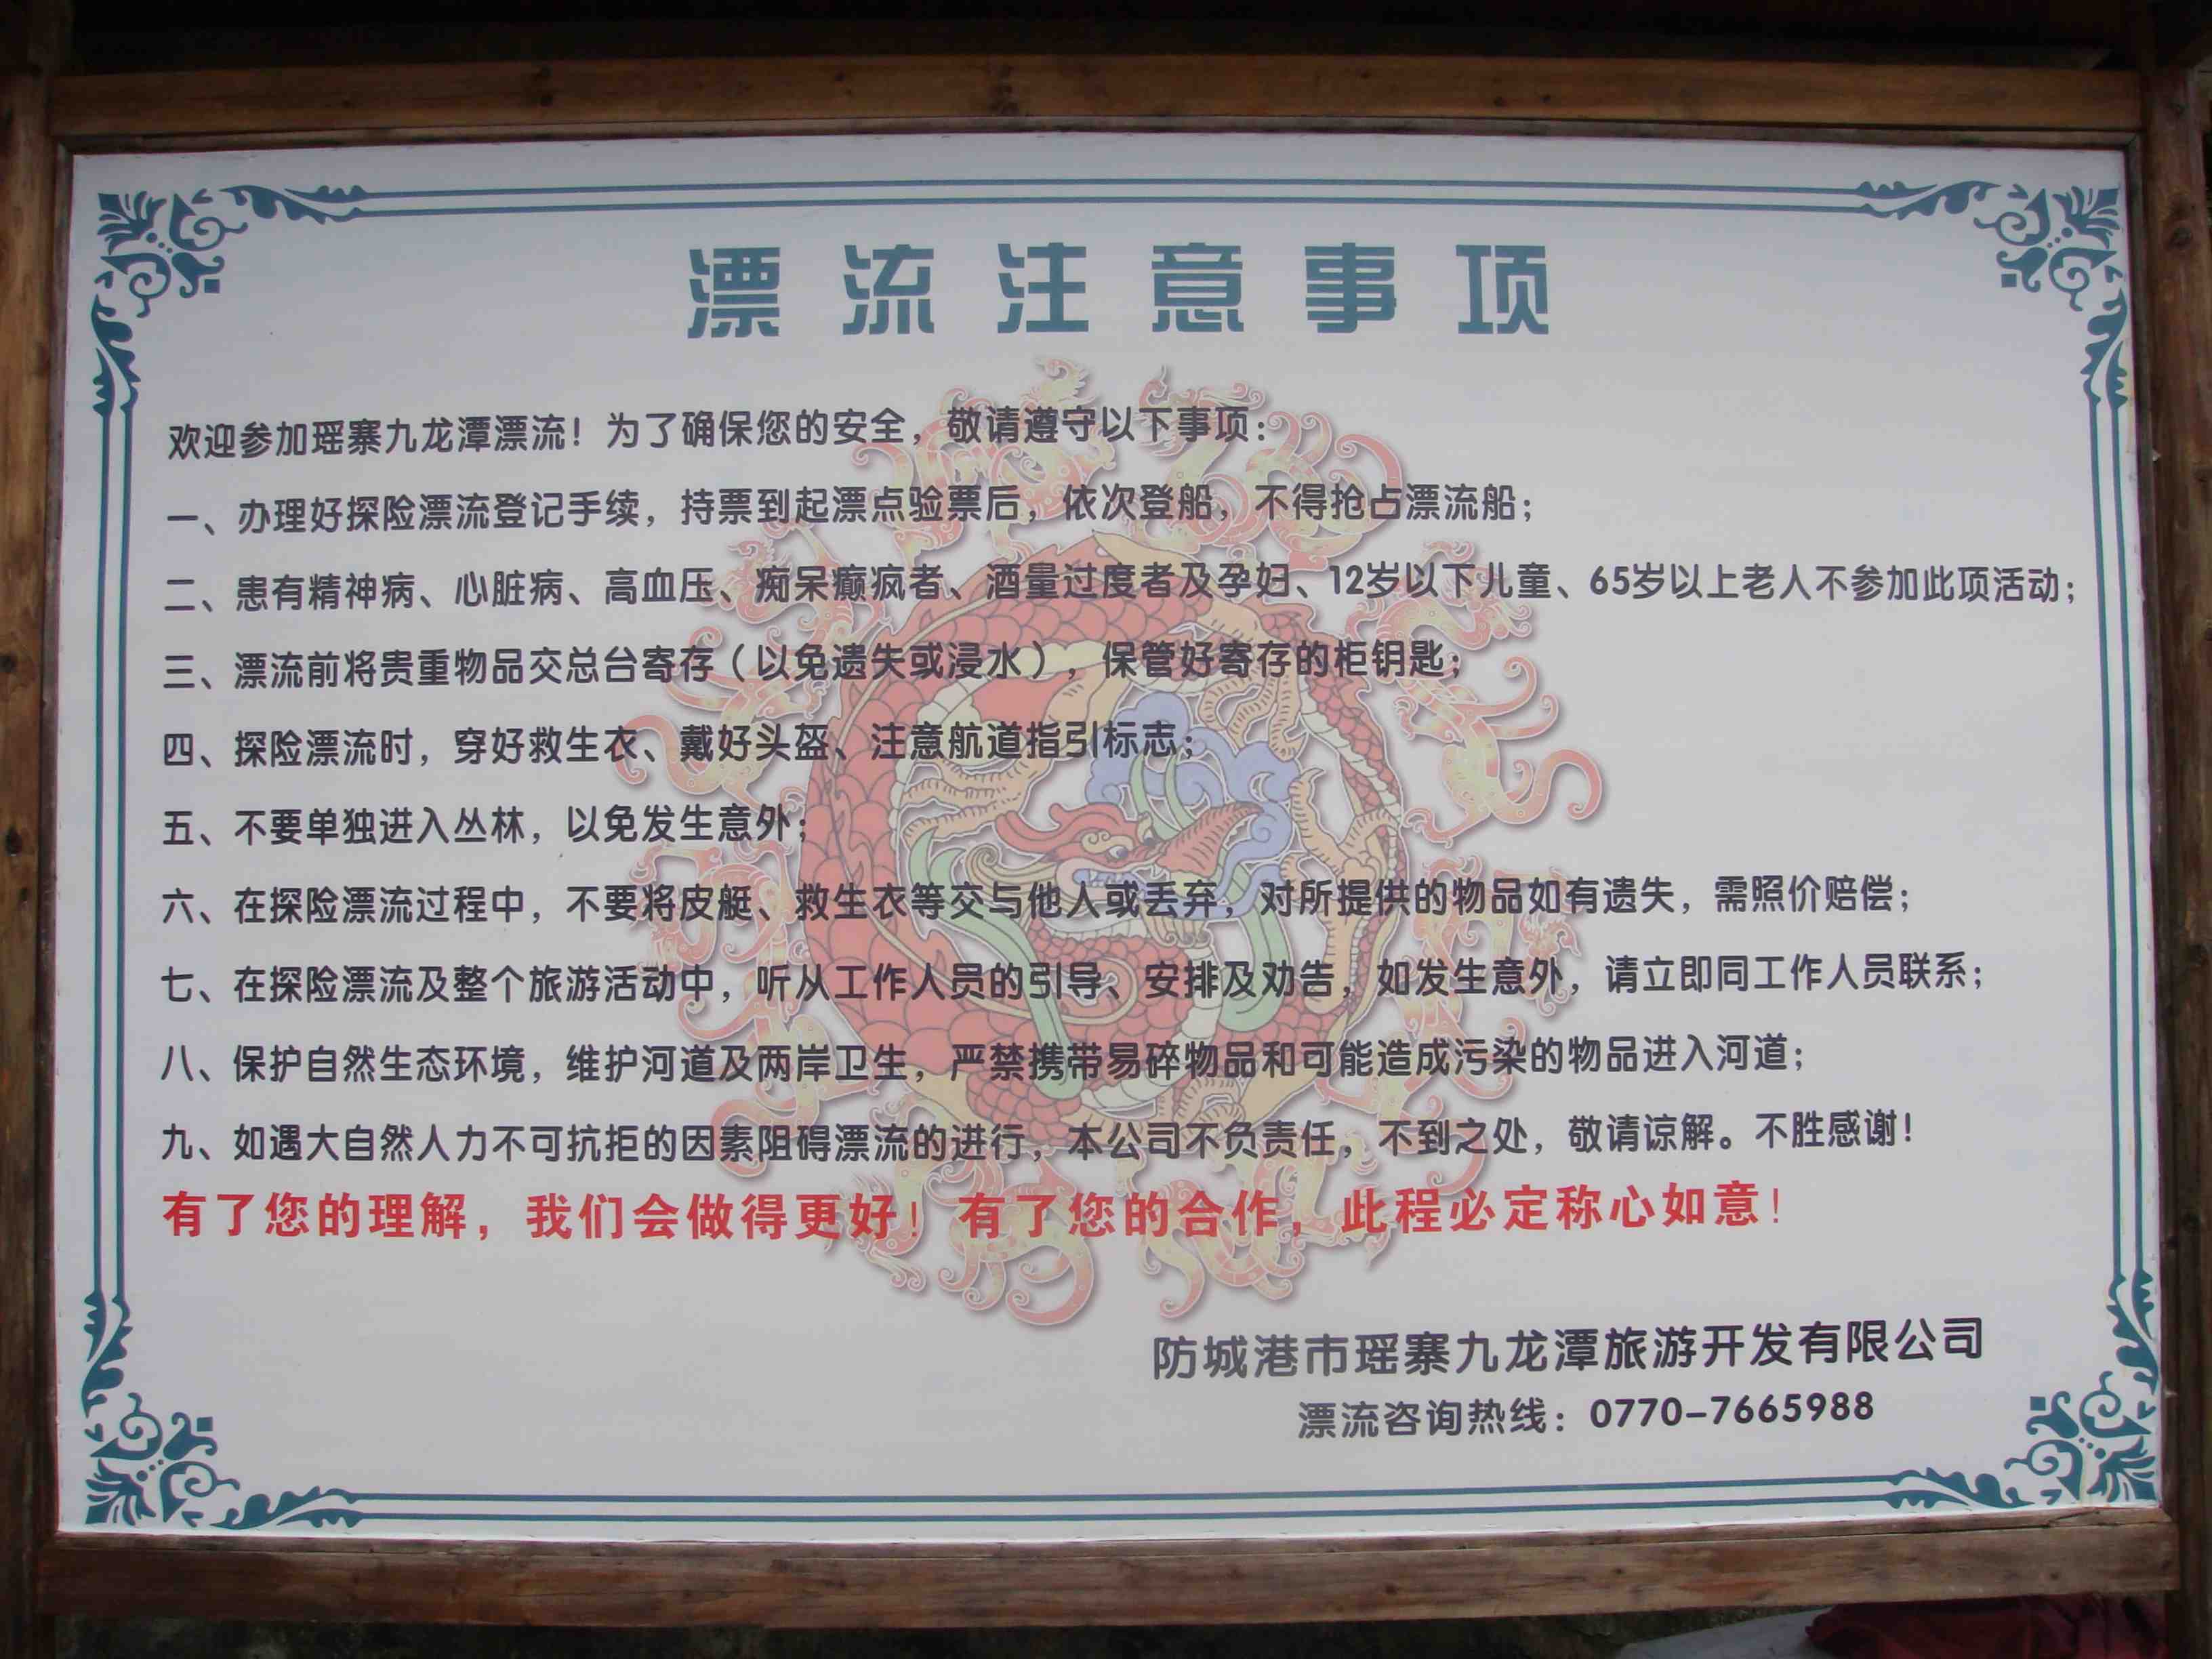 漂流注意事项
欢迎参加瑶寨九龙潭漂流！为了确保您的安全，敬请遵守以下事项：
一、办理好探险漂流登记手续，持票到起漂点验票后，依次登船，不得抢占漂流船；
二、患有精神病、心脏病、高血压、痴呆癫疯者、酒量过度者及孕妇、12岁以下儿童、65岁以上老人不参加此项活动；
三、漂流前将贵重物品交总台寄存（以免遗失或浸水），保管好寄存的柜钥匙；
四、探险漂流时，穿好救生衣、戴好头盔、注意航道指引标志；
五、不要单独进入丛林，以免发生意外；
六、在探险漂流过程中，不要将皮艇、救生衣等交与他人或丢弃，对所提供的物品如有遗失，需照价赔偿；
七、在探险漂流及整个旅游活动中，听从工作人员的引导、安排及劝告，如发生意外，请立即同工作人员联系；
八、保护自然生态环境，维护河道及两岸卫生，严禁携带易碎物品和可能造成污染的物品进入河道；
九、如遇大自然人力不可抗拒的因素阻碍漂流的进行，本公司不负责任，不到之处，敬请谅解。不胜感谢！
有了您的理解，我们会做得更好！有了您的合作，此程必定称心如意！
防城港市瑶寨九龙潭旅游开发有限公司
漂流咨询热线：0770-7665988